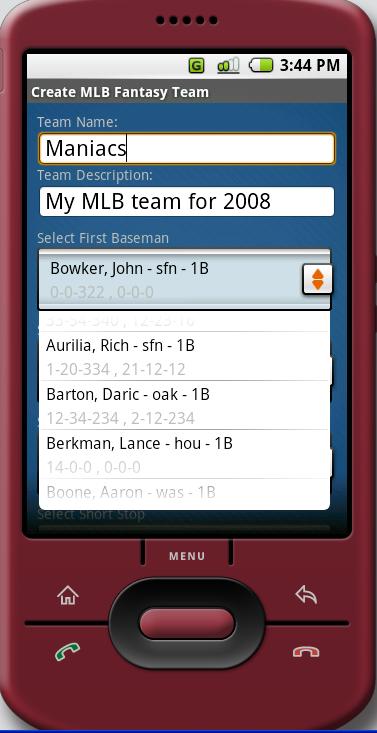 G 3:44 PM
Create MLB Fantasy Team
Team Name:
Maniacs
Team Description:
My MLB team for 2008
Select First Baseman
Bowker, John - sfn - 1B
0-0-322 , 0-0-0
Aurilia, Rich - sfn - 1B
1-20-334 , 21-12-12
Barton, Daric - oak - 1B
12-34-234 , 2-12-234
Berkman, Lance - hou - 1B
14-0-0 , 0-0-0
Boone, Aaron - was - 1B
Select Short Stop
MENU